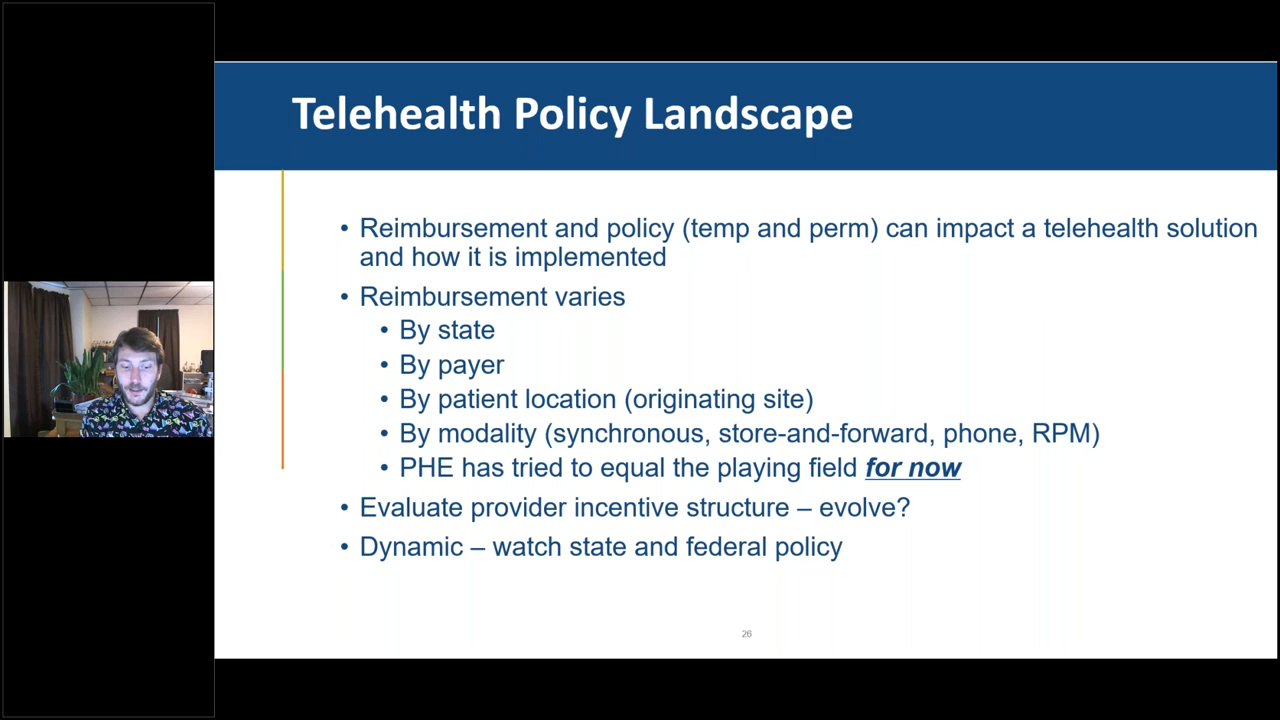 Telehealth Policy Landscape
• Reimbursement and policy (temp and perm) can impact a telehealth solution
and how it is implemented
• Reimbursement varies
• By state
• By payer
• By patient location (originating site)
• By modality (synchronous, store-and-forward, phone, RPM)
• PHE has tried to equal the playing field for now
• Evaluate provider incentive structure – evolve?
• Dynamic – watch state and federal policy
26